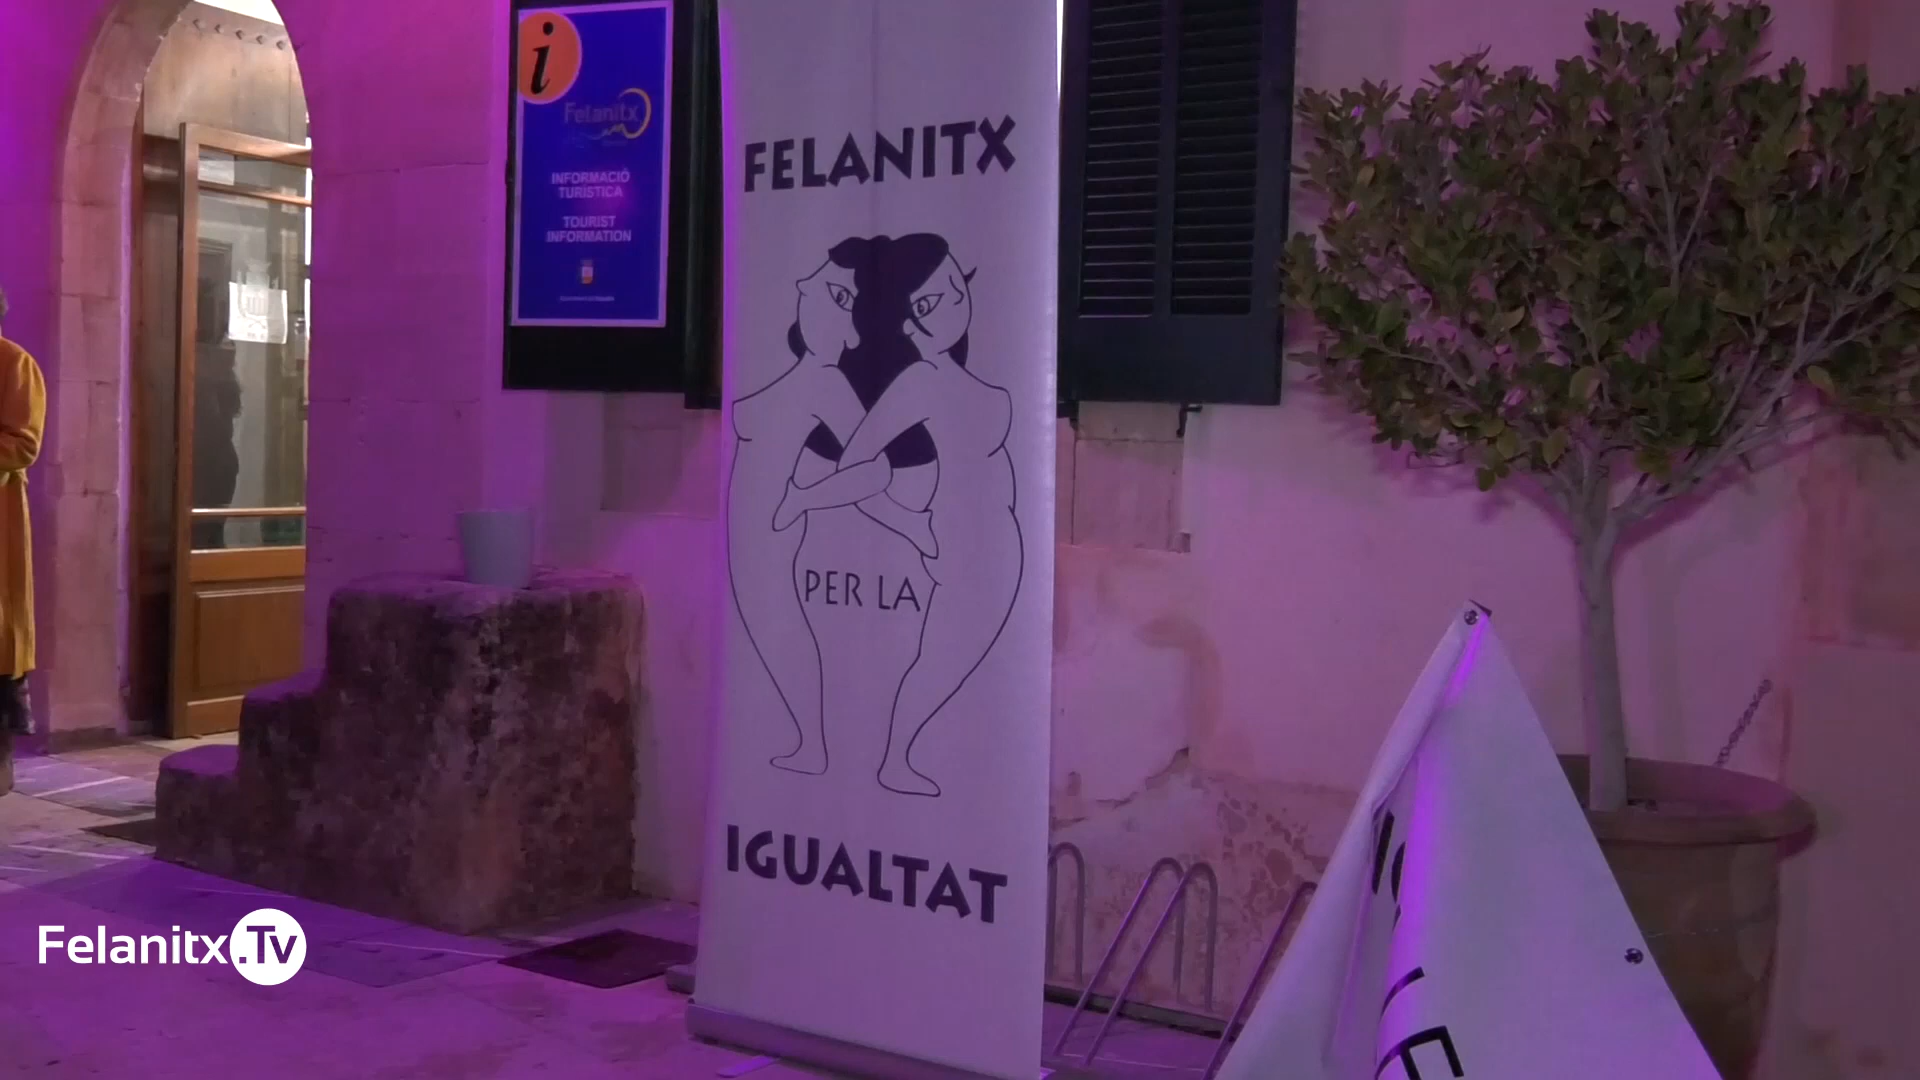 i
Felanitx
INFORMACIÓ
TURÍSTICA
TOURIST
INFORMATION
FELANITX
PER LA
IGUALTAT
Felanitx.Tv